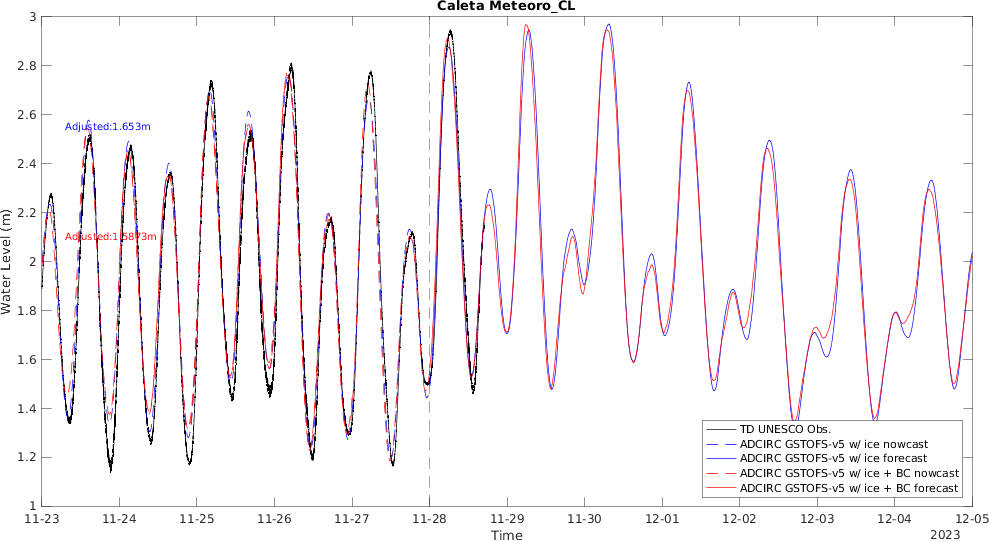 Caleta Meteoro_CL
Water Level (m)
3
2.8
2.6
2.4
2.2
2
1.8
1.6
1.4
1.2
1
Adjusted:1.653m
Adjusted:1.5873m
TD UNESCO Obs.
ADCIRC GSTOFS-v5 w/ ice nowcast
ADCIRC GSTOFS-v5 w/ ice forecast
ADCIRC GSTOFS-v5 w/ ice + BC nowcast
ADCIRC GSTOFS-v5 w/ ice + BC forecast
11-23 11-24 11-25 11-26 11-27 11-28 11-29 11-30 12-01 12-02 12-03 12-04 12-05
Time
2023